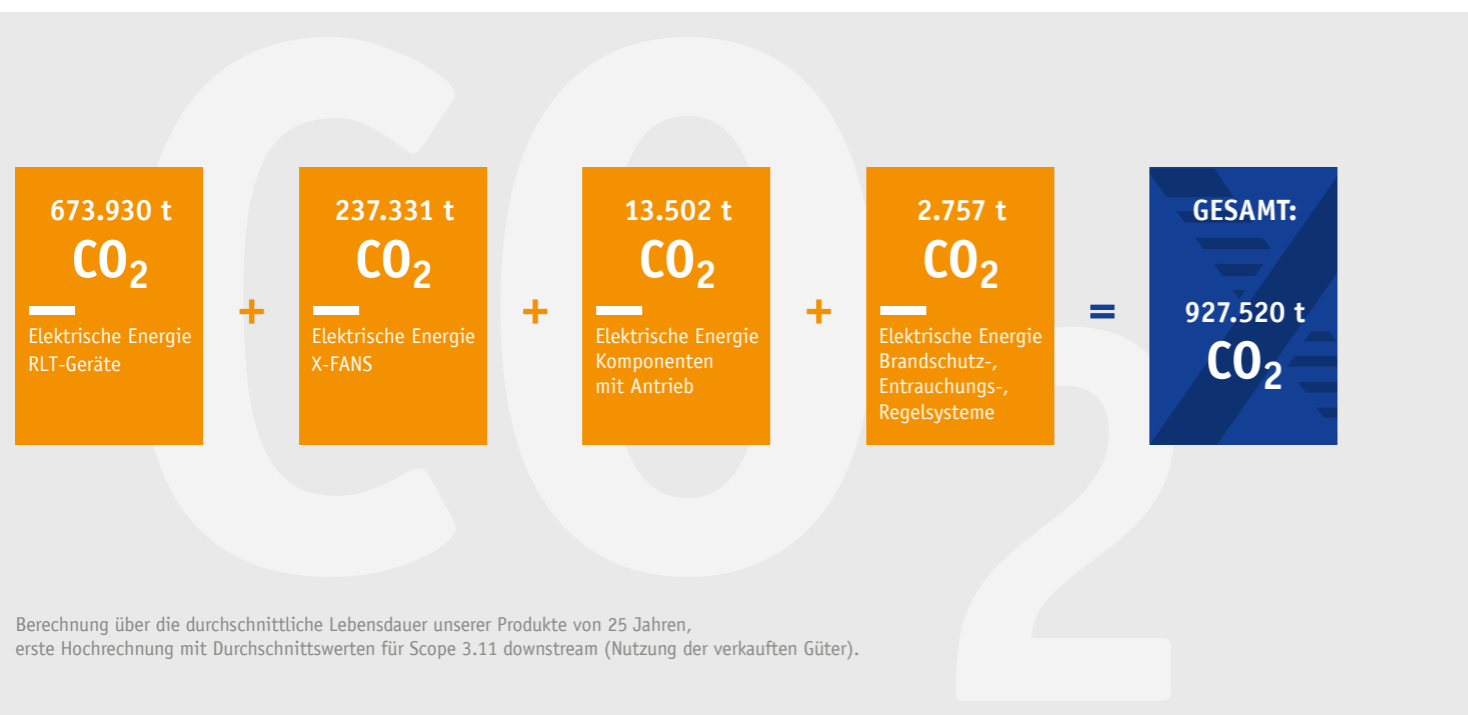 673.930 t
CO₂
Elektrische Energie
RLT-Geräte
+
237.331 t
CO₂
Elektrische Energie
X-FANS
+
13.502 t
CO₂
Elektrische Energie
Komponenten
mit Antrieb
+
2.757 t
CO₂
Elektrische Energie
Brandschutz-,
Entrauchungs-,
Regelsysteme
=
GESAMT:
927.520 t
CO₂
CO₂
Berechnung über die durchschnittliche Lebensdauer unserer Produkte von 25 Jahren,
erste Hochrechnung mit Durchschnittswerten für Scope 3.11 downstream (Nutzung der verkauften Güter).